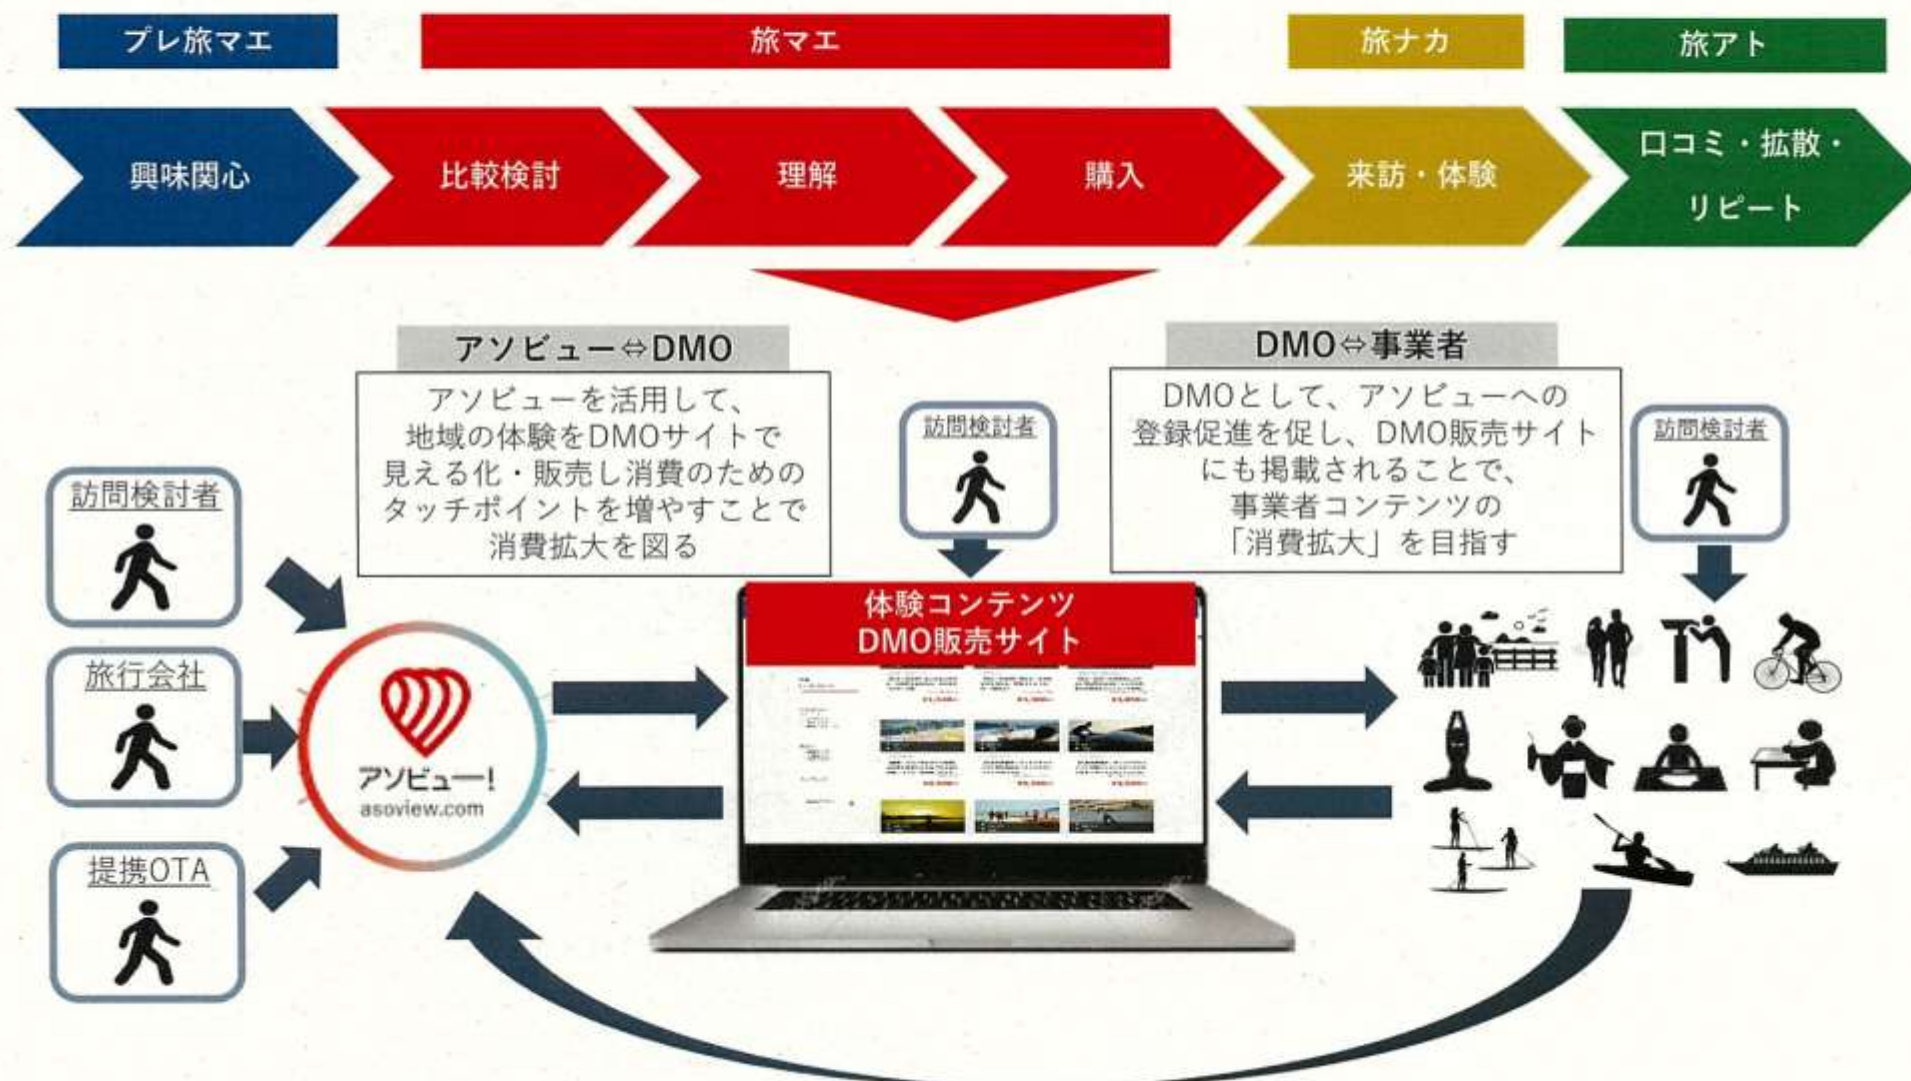 プレ旅マエ
旅マエ
旅ナカ
旅アト
興味関心
比較検討
理解
購入
来訪・体験
口コミ・拡散・
リピート
アソビュー⇔DMO
アソビューを活用して、
地域の体験をDMOサイトで
見える化・販売し消費のための
タッチポイントを増やすことで
消費拡大を図る
DMO⇔事業者
DMOとして、アソビューへの
登録促進を促し、DMO販売サイト
にも掲載されることで、
事業者コンテンツの
「消費拡大」を目指す
訪問検討者
訪問検討者
訪問検討者
旅行会社
提携OTA
アソビュー!
asoview.com
体験コンテンツ
DMO販売サイト